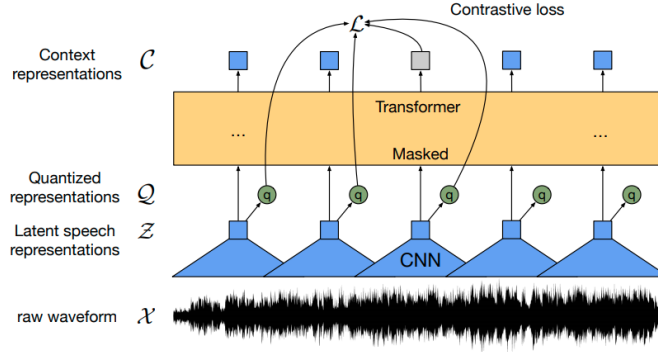 Contrastive loss
ℒ
Context
representations
𝒞
Transformer
...
...
Masked
Quantized
representations
𝒬
q
q
q
q
q
Latent speech
representations
𝒵
CNN
raw waveform
𝒳